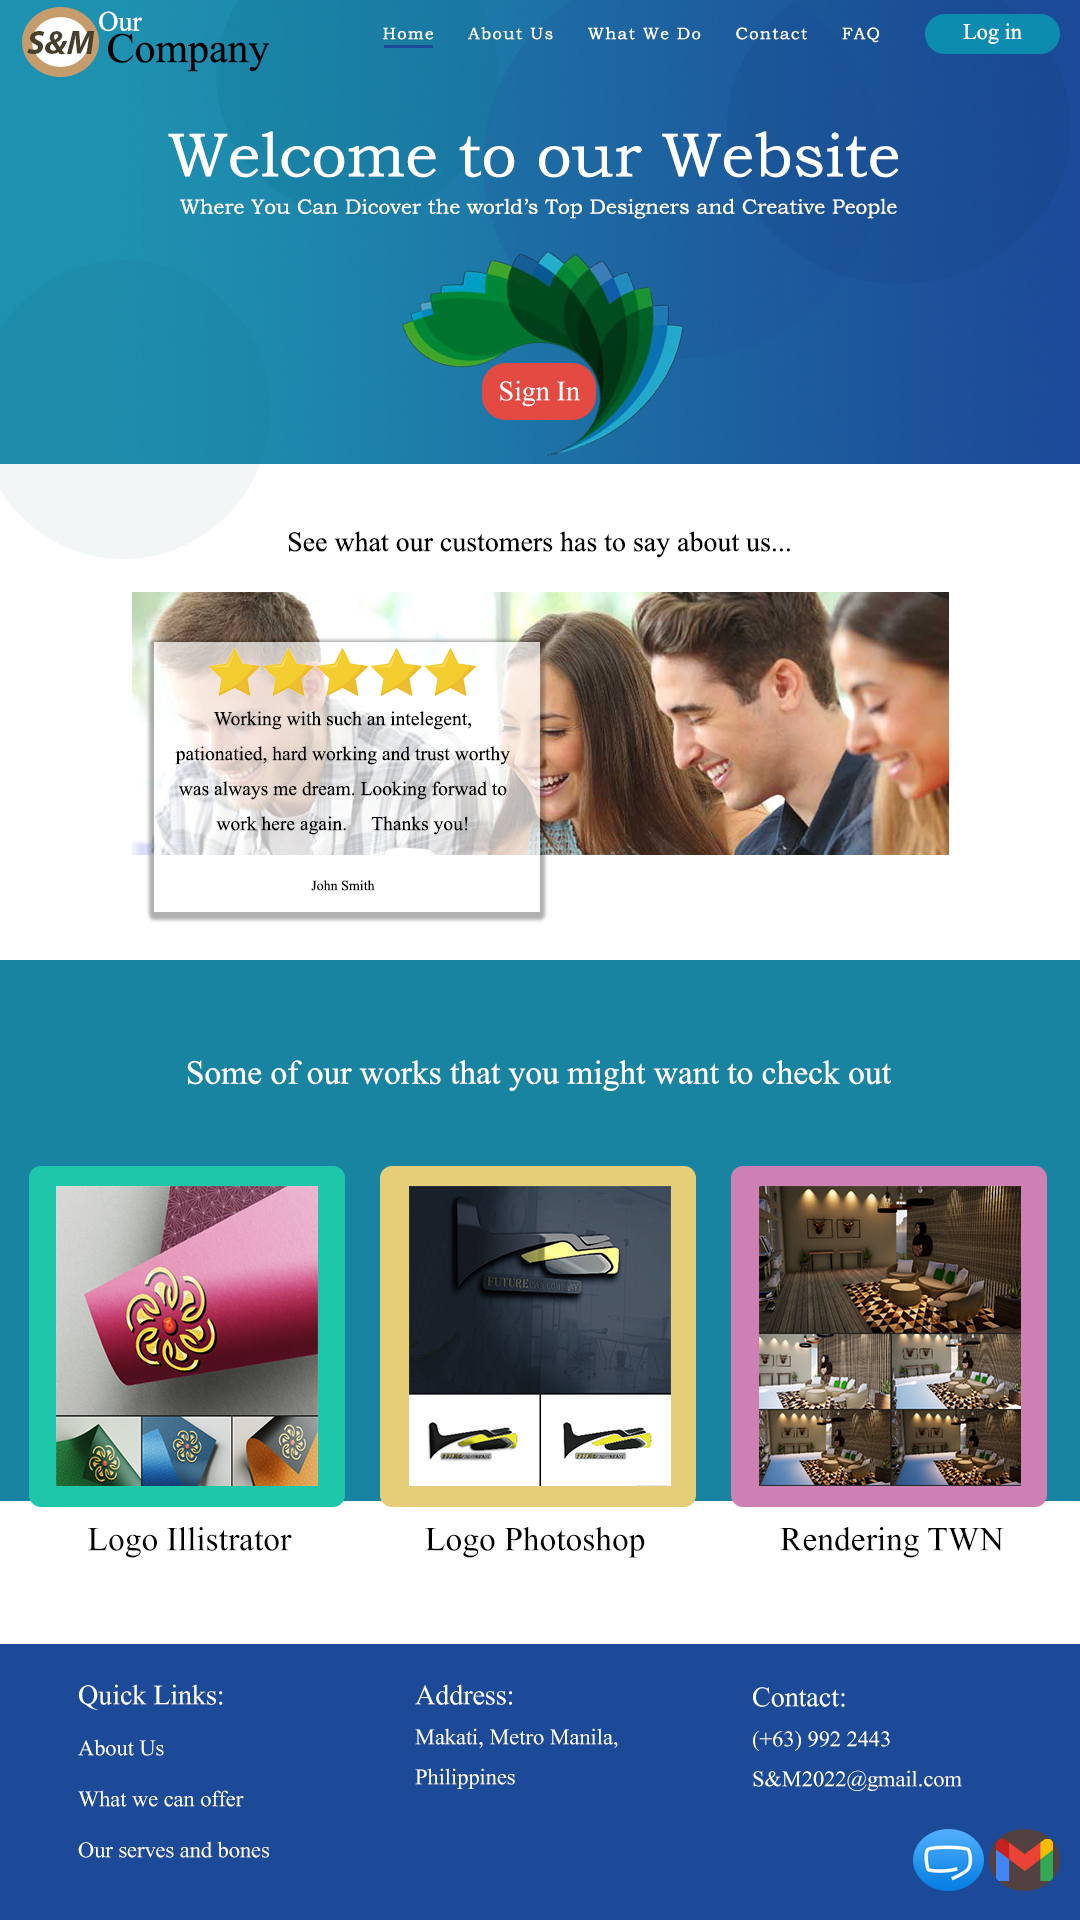 S&M
Our
Company
Home
About Us
What We Do
Contact
FAQ
Log in
Welcome to our Website
Where You Can Dicover the world's Top Designers and Creative People
Sign In
See what our customers has to say about us...
Working with such an intelegent,
pationatied, hard working and trust worthy
was always me dream. Looking forwad to
work here again. Thanks you!
John Smith
Some of our works that you might want to check out
FUTURE
Logo Illistrator
Logo Photoshop
Rendering TWN
Quick Links:
About Us
What we can offer
Our serves and bones
Address:
Makati, Metro Manila,
Philippines
Contact:
(+63) 992 2443
S&M2022@gmail.com